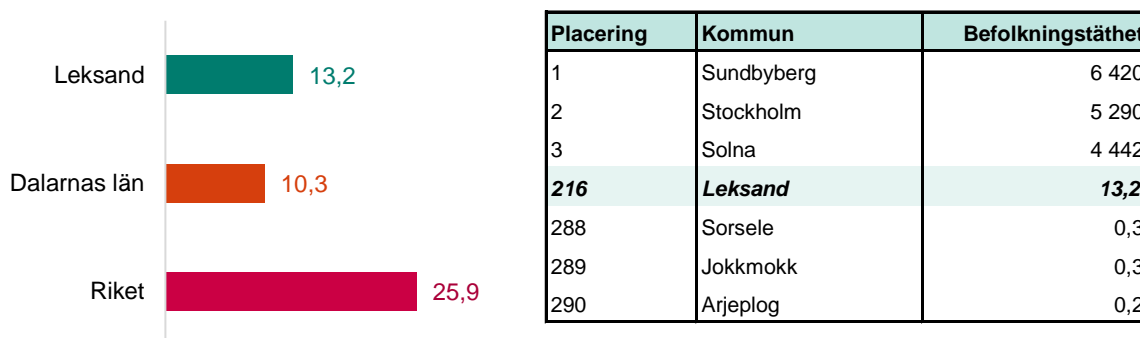 Leksand 13,2
Dalarnas län 10,3
Riket 25,9
Placering Kommun Befolkningstäthet
1 Sundbyberg 6 420
2 Stockholm 5 290
3 Solna 4 442
216 Leksand 13,2
288 Sorsele 0,3
289 Jokkmokk 0,3
290 Arjeplog 0,2